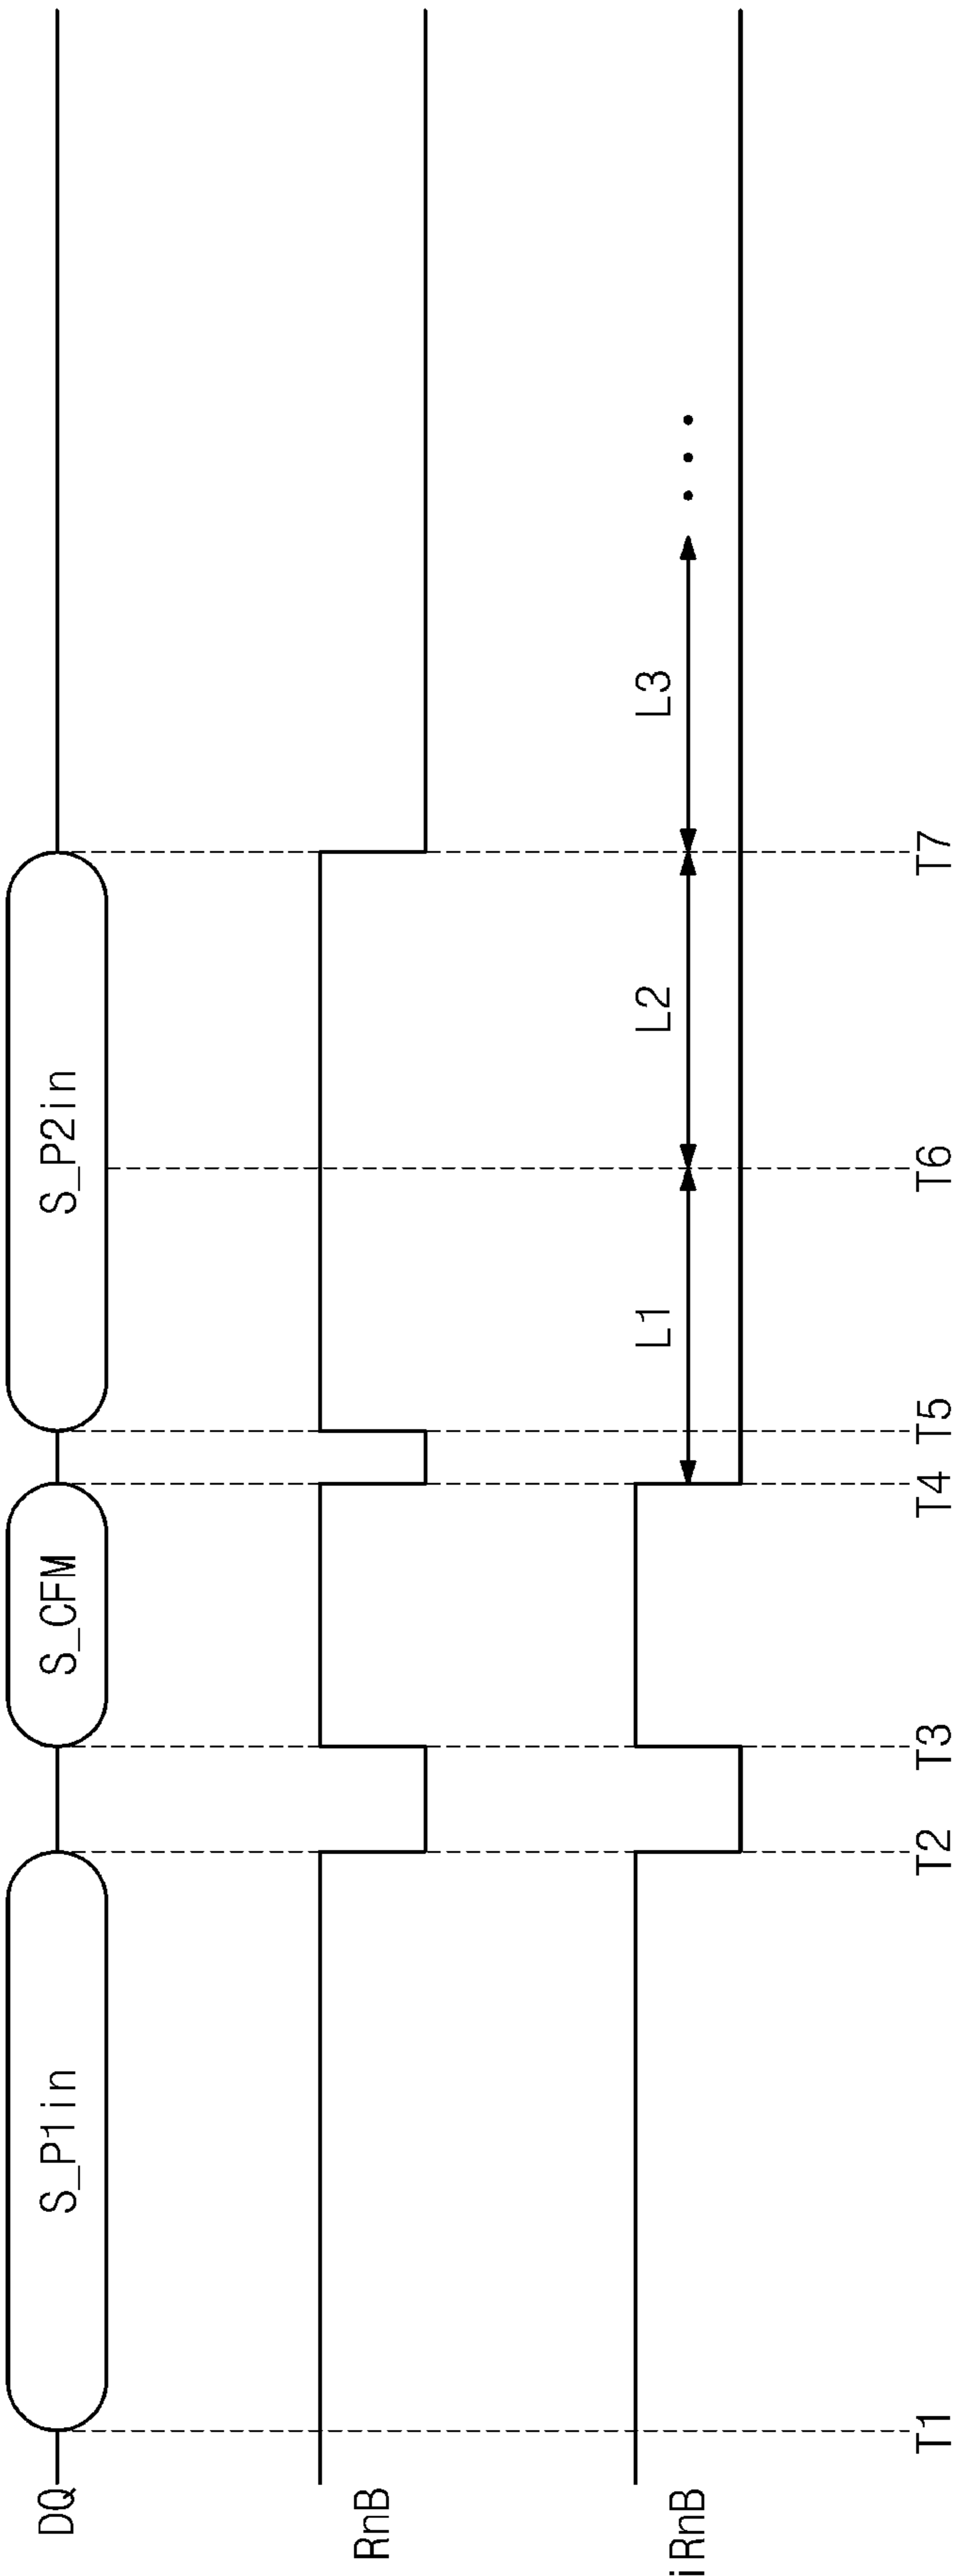 DQ
S_P1in
S_CFM
S_P2in
RnB
iRnB
L1
L2
L3
T1
T2
T3
T4
T5
T6
T7